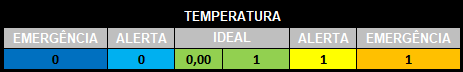 TEMPERATURA
EMERGÊNCIA ALERTA IDEAL ALERTA EMERGÊNCIA
0 0 0,00 1 1 1